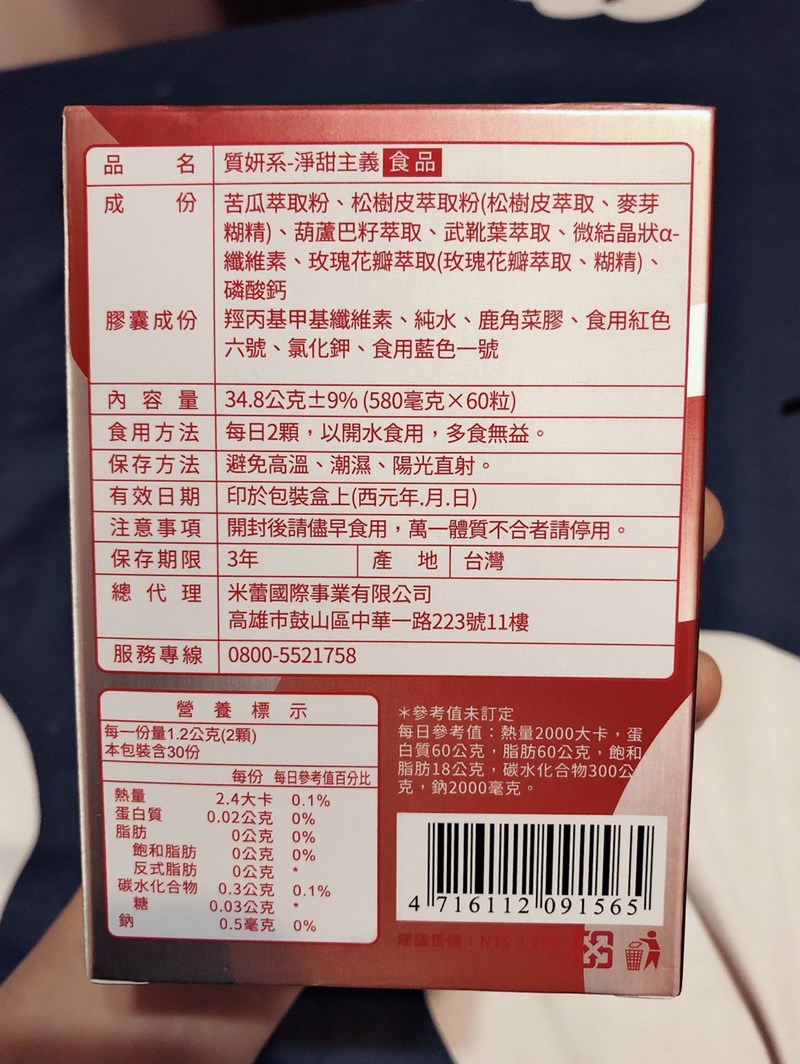 品名 質妍系-淨甜主義 食品
成份 苦瓜萃取粉、松樹皮萃取粉(松樹皮萃取、麥芽
糊精)、葫蘆巴籽萃取、武靴葉萃取、微結晶狀α-
纖維素、玫瑰花瓣萃取(玫瑰花瓣萃取、糊精)、
磷酸鈣
膠囊成份 羥丙基甲基纖維素、純水、鹿角菜膠、食用紅色
六號、氯化鉀、食用藍色一號
內容量 34.8公克±9% (580毫克×60粒)
食用方法 每日2顆，以開水食用，多食無益。
保存方法 避免高溫、潮濕、陽光直射。
有效日期 印於包裝盒上(西元年.月.日)
注意事項 開封後請儘早食用，萬一體質不合者請停用。
保存期限 3年 產地 台灣
總代理 米蕾國際事業有限公司
高雄市鼓山區中華一路223號11樓
服務專線 0800-5521758
營養標示
每一份量1.2公克(2顆)
本包裝含30份
每份 每日參考值百分比
熱量 2.4大卡 0.1%
蛋白質 0.02公克 0%
脂肪 0公克 0%
飽和脂肪 0公克 0%
反式脂肪 0公克 *
碳水化合物 0.3公克 0.1%
糖 0.03公克 *
鈉 0.5毫克 0%
＊參考值未訂定
每日參考值：熱量2000大卡，蛋
白質60公克，脂肪60公克，飽和
脂肪18公克，碳水化合物300公
克，鈉2000毫克。
4 716112 091565
建議售價：NT$